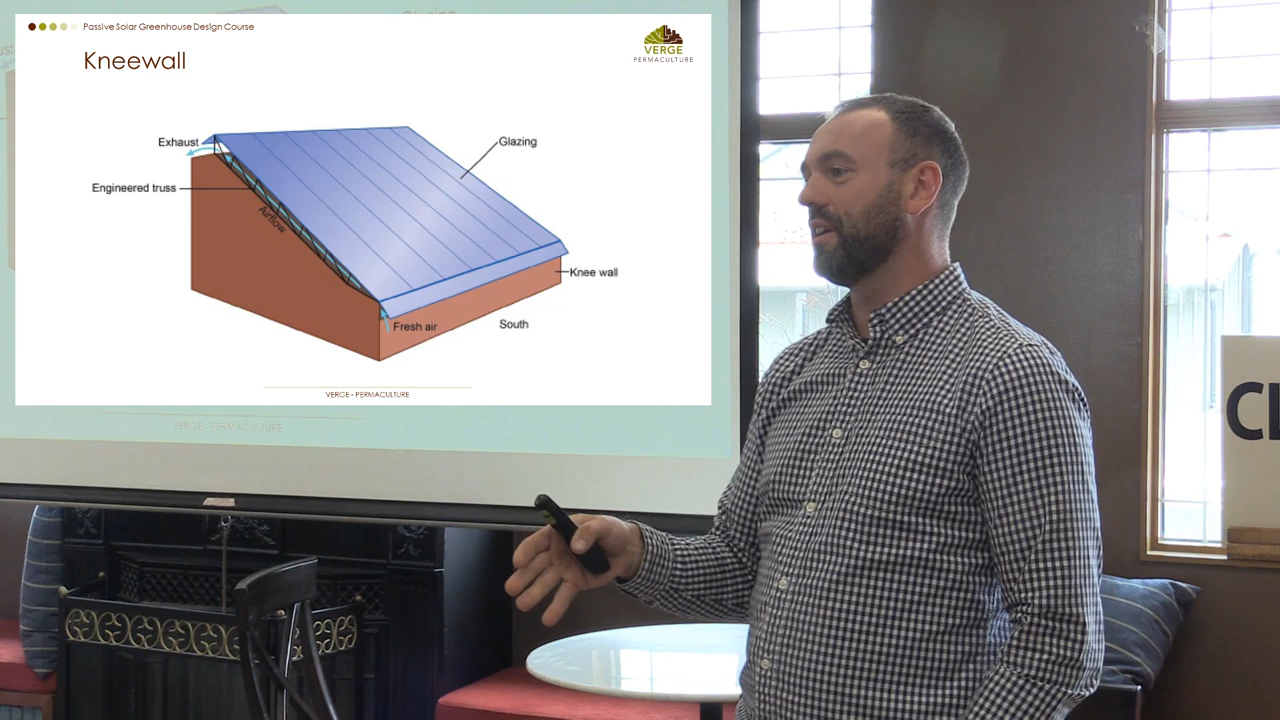 Passive Solar Greenhouse Design Course
Kneewall
VERGE
PERMACULTURE
Exhaust
Glazing
Engineered truss
Airflow
Knee wall
Fresh air
South
VERGE - PERMACULTURE
VERGE - PERMACULTURE